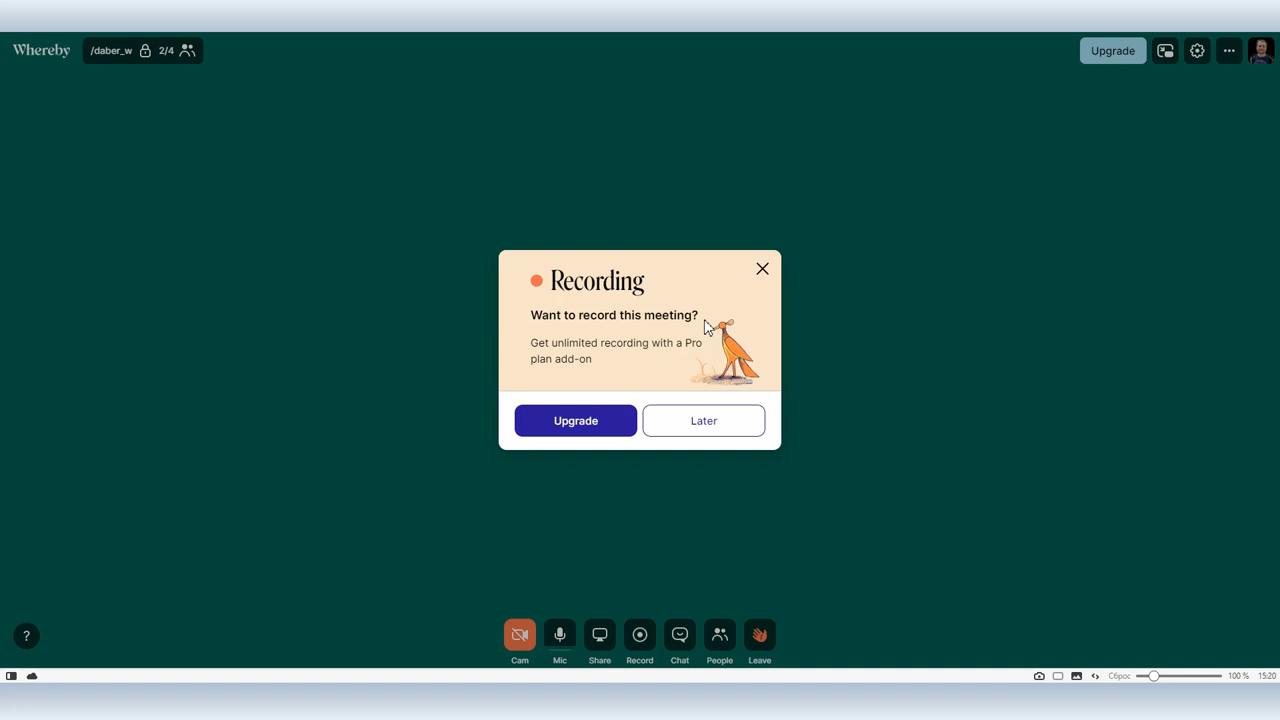 Whereby
/daber_w 2/4
Upgrade
Recording
Want to record this meeting?
Get unlimited recording with a Pro
plan add-on
Upgrade
Later
?
Cam
Mic
Share
Record
Chat
People
Leave
Сброс
100 %
15:20